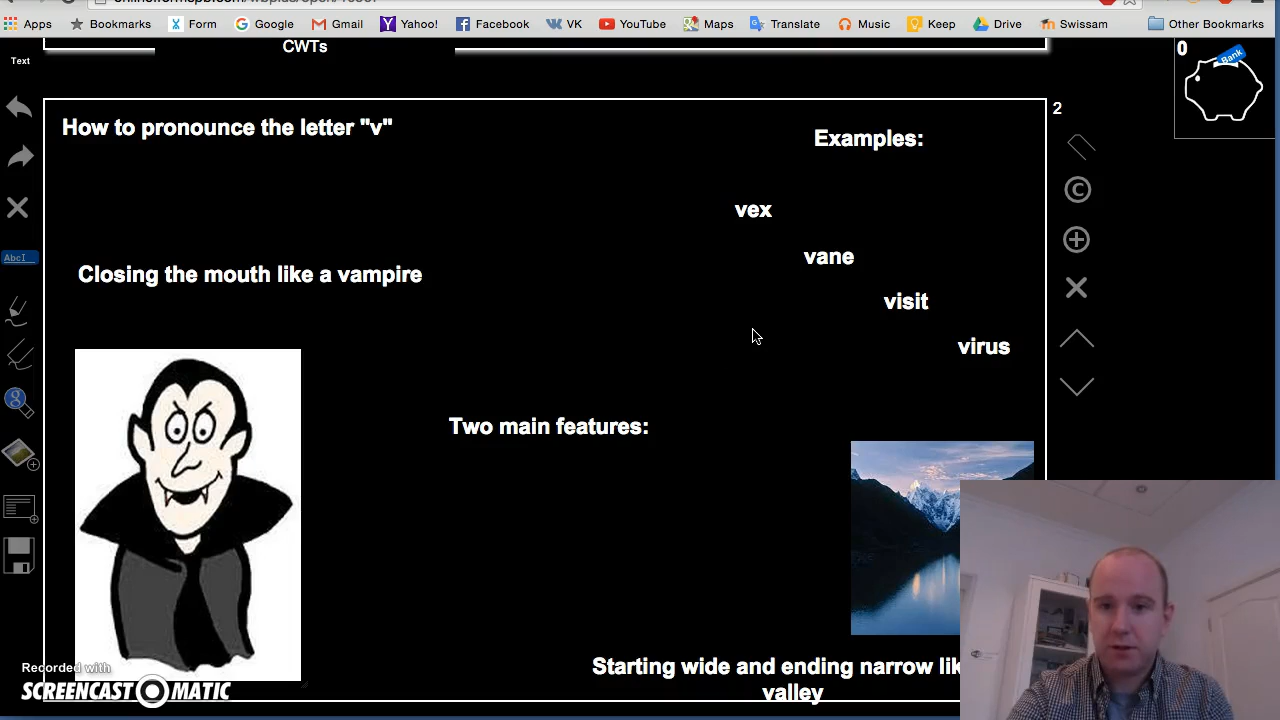 Apps Bookmarks Form Google Gmail Yahoo! Facebook VK YouTube Maps Translate Music Keep Drive Swissam Other Bookmarks
CWTs
0
Bank
Text
2
How to pronounce the letter "v"
Examples:
vex
vane
AbcI
Closing the mouth like a vampire
visit
virus
Two main features:
Starting wide and ending narrow
valley
Recorded with
SCREENCAST MATIC